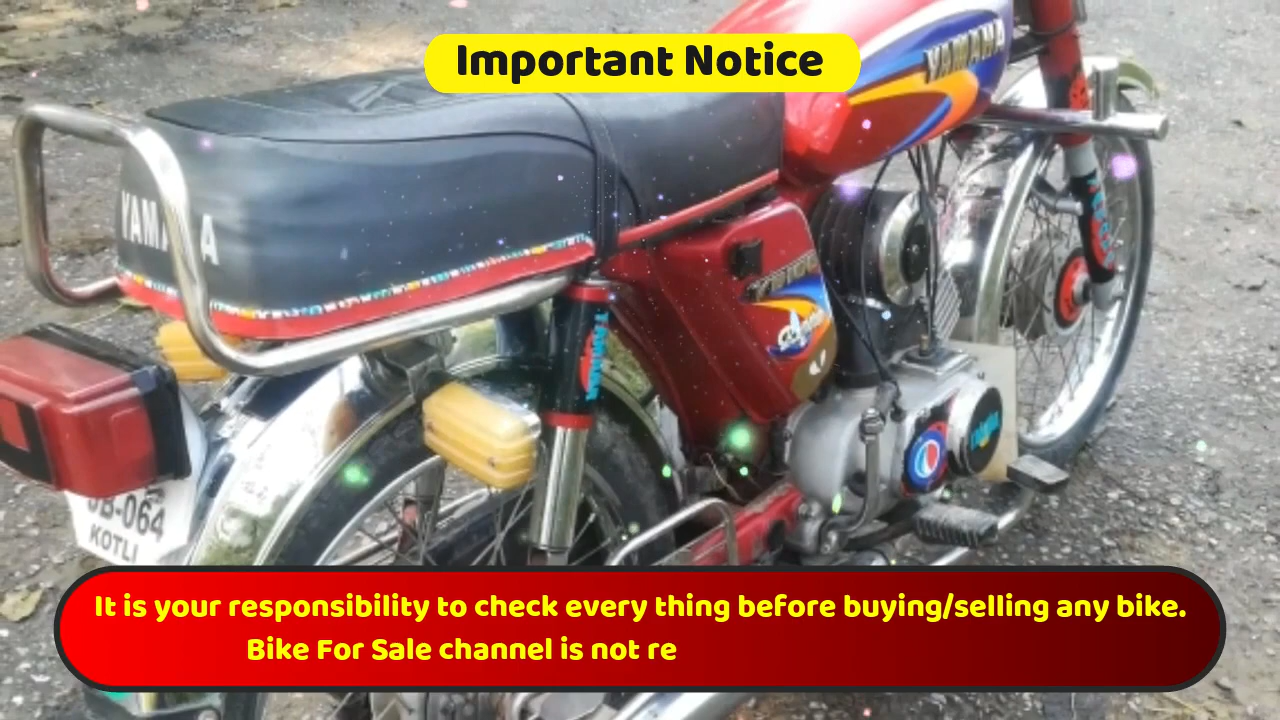 Important Notice
YAMAHA
YAMA A
YAMAHA
B-064
KOTLI
It is your responsibility to check every thing before buying/selling any bike.
Bike For Sale channel is not re